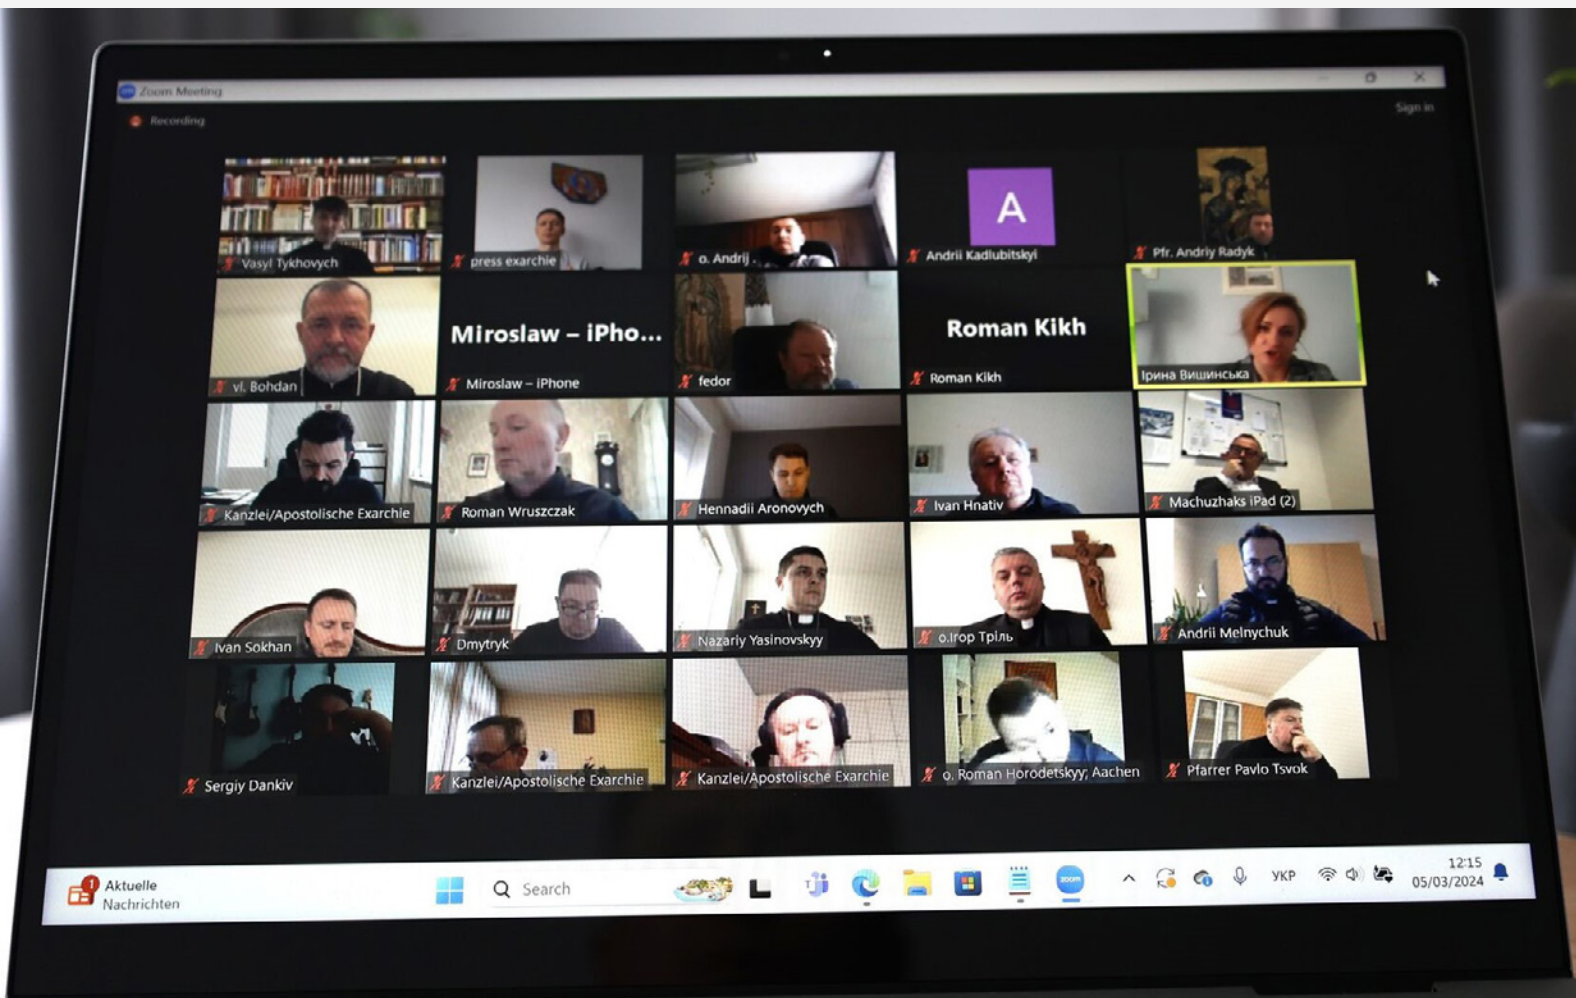 Zoom Meeting
Recording
Sign in
Vasyl Tykhovych
press exarchie
o. Andrij
A
Andrii Kadlubitskyi
Pfr. Andriy Radyk
vl. Bohdan
Miroslaw – iPho...
Miroslaw – iPhone
fedor
Roman Kikh
Roman Kikh
Ірина Вишинська
Kanzlei/Apostolische Exarchie
Roman Wruszczak
Hennadii Aronovych
Ivan Hnativ
Machuzhaks iPad (2)
Ivan Sokhan
Dmytryk
Nazariy Yasinovskyy
о.Ігор Тріль
Andrii Melnychuk
Sergiy Dankiv
Kanzlei/Apostolische Exarchie
Kanzlei/Apostolische Exarchie
o. Roman Horodetskyy; Aachen
Pfarrer Pavlo Tsvok
1
Aktuelle
Nachrichten
Search
zoom
УКР
12:15
05/03/2024